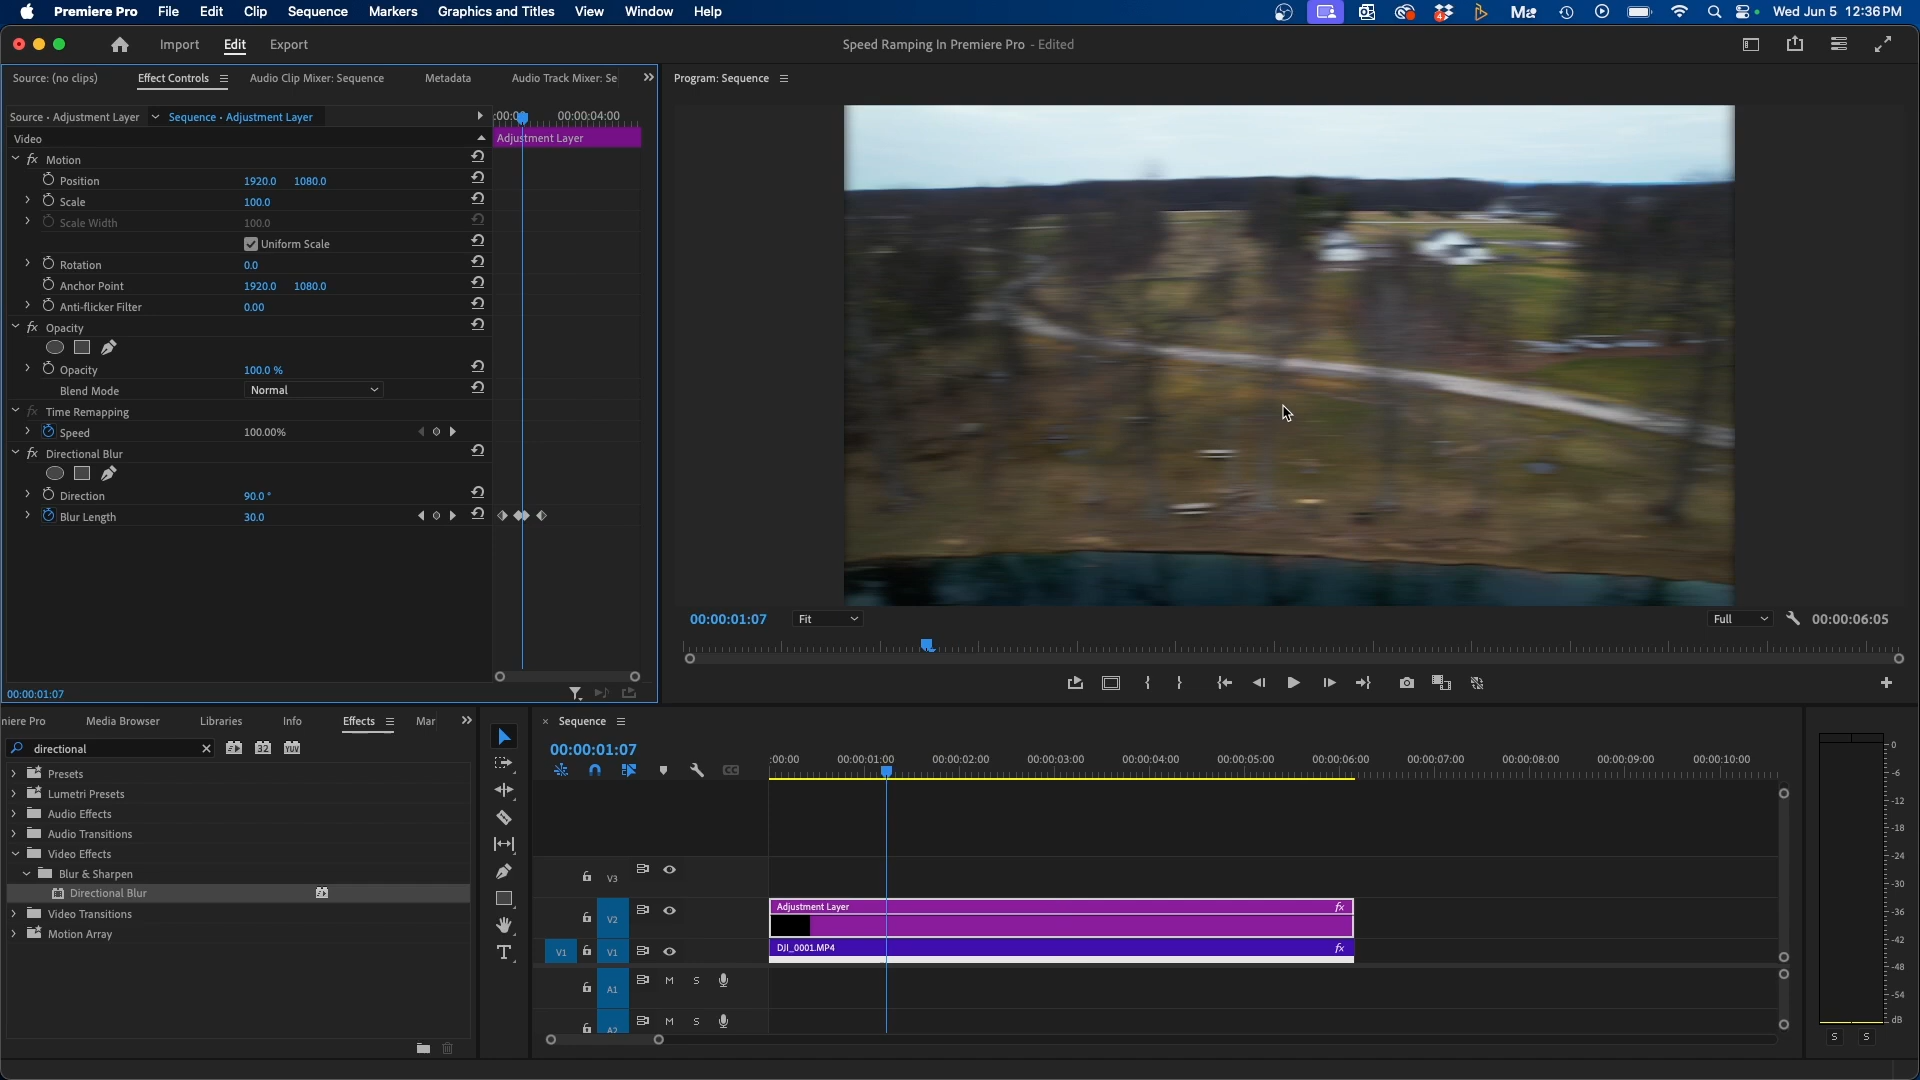 Premiere Pro File Edit Clip Sequence Markers Graphics and Titles View Window Help Wed Jun 5 12:36 PM
Import Edit Export Speed Ramping In Premiere Pro - Edited
Source: (no clips) Effect Controls Audio Clip Mixer: Sequence Metadata Audio Track Mixer: Se Program: Sequence
Source · Adjustment Layer Sequence · Adjustment Layer :00:00 00:00:04:00
Video Adjustment Layer
fx Motion
Position 1920.0 1080.0
Scale 100.0
Scale Width 100.0
Uniform Scale
Rotation 0.0
Anchor Point 1920.0 1080.0
Anti-flicker Filter 0.00
fx Opacity
Opacity 100.0 %
Blend Mode Normal
fx Time Remapping
Speed 100.00%
fx Directional Blur
Direction 90.0 °
Blur Length 30.0
00:00:01:07 Fit Full 00:00:06:05
00:00:01:07
niere Pro Media Browser Libraries Info Effects Mar
directional 32 YUV
Presets
Lumetri Presets
Audio Effects
Audio Transitions
Video Effects
Blur & Sharpen
Directional Blur
Video Transitions
Motion Array
× Sequence
00:00:01:07
:00:00 00:00:01:00 00:00:02:00 00:00:03:00 00:00:04:00 00:00:05:00 00:00:06:00 00:00:07:00 00:00:08:00 00:00:09:00 00:00:10:00
V3
V2 Adjustment Layer fx
V1 V1 DJI_0001.MP4 fx
A1 M S
A2 M S
0
-6
-12
-18
-24
-30
-36
-42
-48
-54
dB
S S